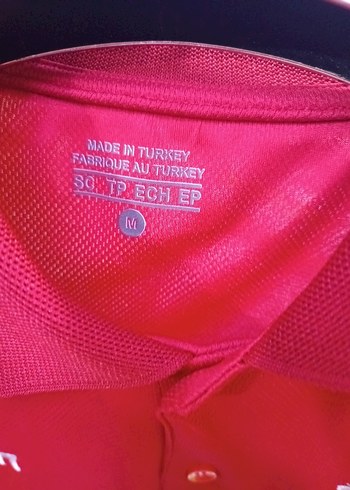 MADE IN TURKEY
FABRIQUE AU TURKEY
SC TP ECH EP
M